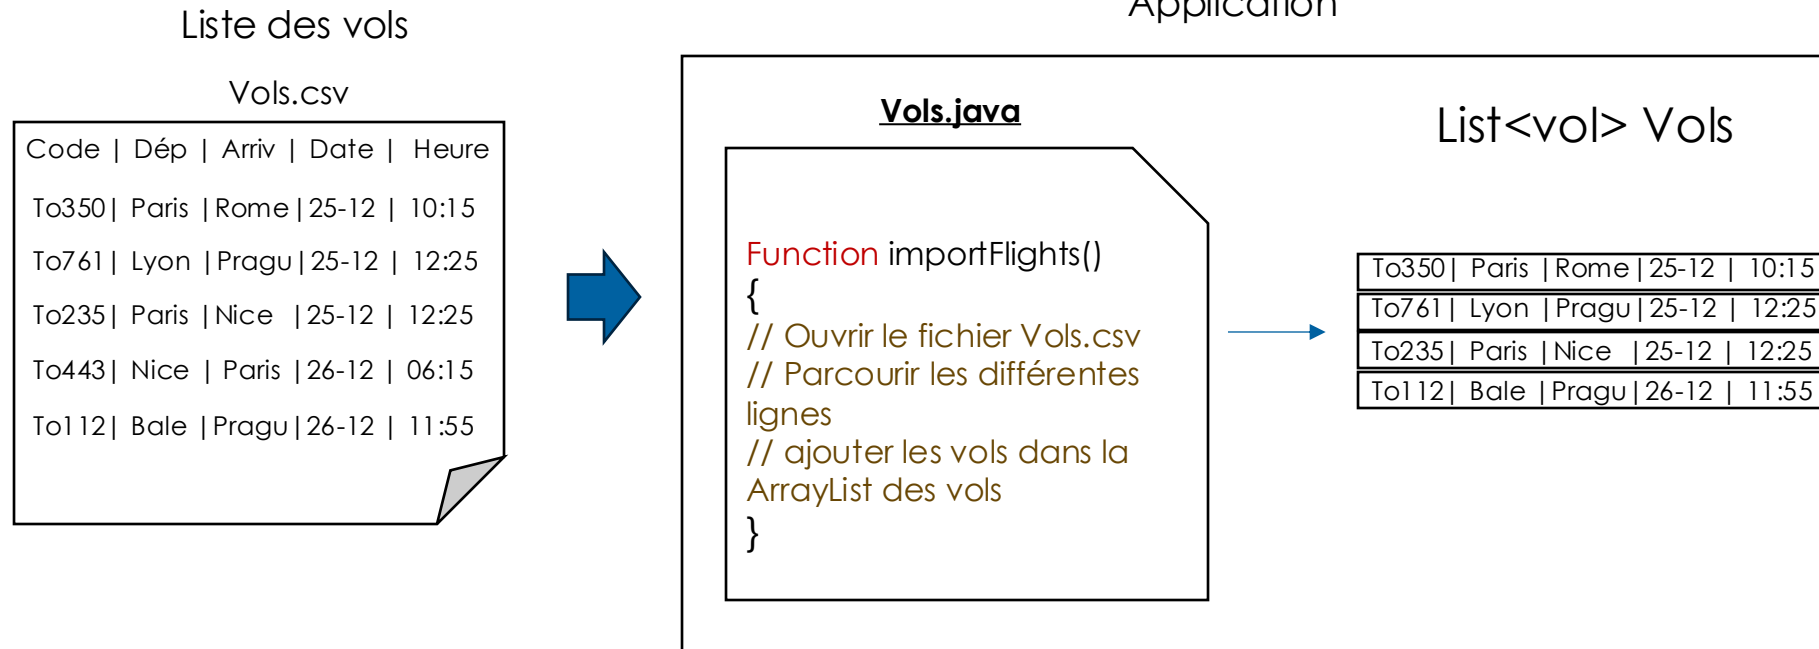 Liste des vols
Vols.csv
Code | Dép | Arriv | Date | Heure
To350| Paris |Rome|25-12 | 10:15
To761| Lyon |Pragu|25-12 | 12:25
To235| Paris |Nice |25-12 | 12:25
To443| Nice | Paris |26-12 | 06:15
To112| Bale |Pragu|26-12 | 11:55
Application
Vols.java
Function importFlights()
{
// Ouvrir le fichier Vols.csv
// Parcourir les différentes
lignes
// ajouter les vols dans la
ArrayList des vols
}
List<vol> Vols
To350| Paris |Rome|25-12 | 10:15
To761| Lyon |Pragu|25-12 | 12:25
To235| Paris |Nice |25-12 | 12:25
To112| Bale |Pragu|26-12 | 11:55